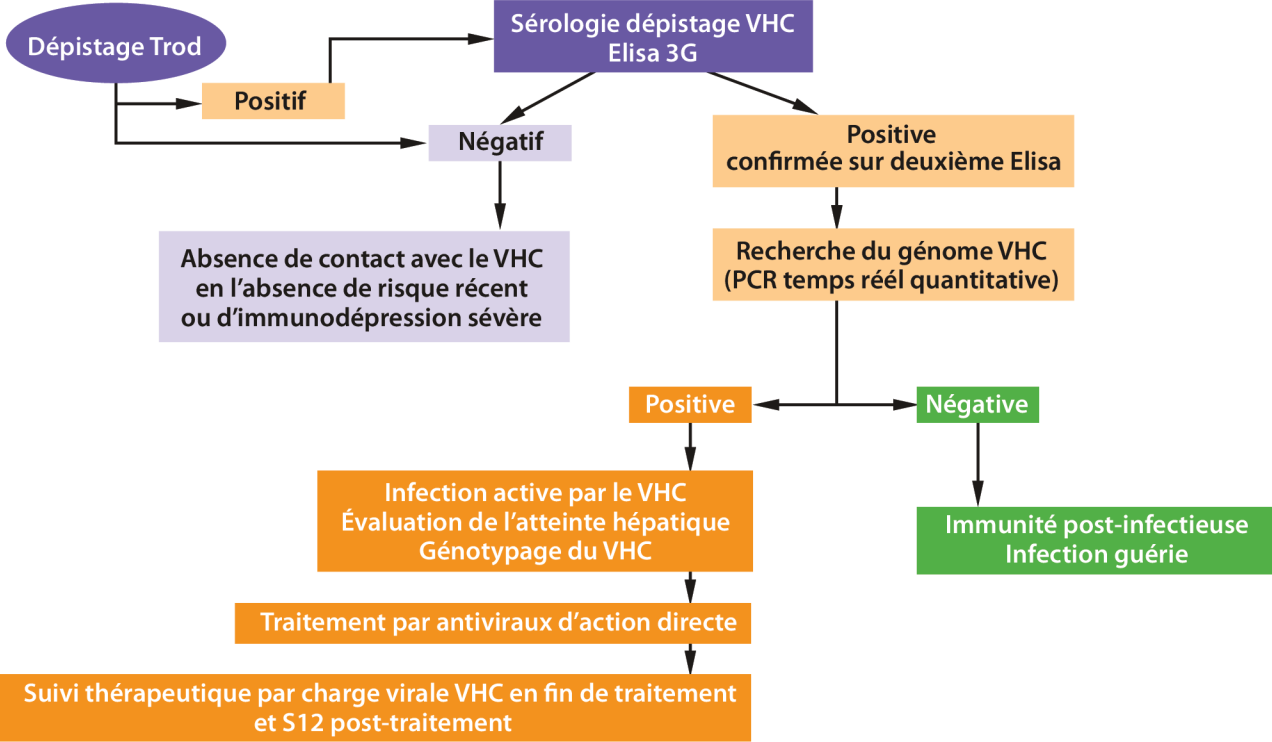 Dépistage Trod
Sérologie dépistage VHC
Elisa 3G
Positif
Négatif
Positive
confirmée sur deuxième Elisa
Absence de contact avec le VHC
en l’absence de risque récent
ou d’immunodépression sévère
Recherche du génome VHC
(PCR temps réél quantitative)
Positive
Négative
Infection active par le VHC
Évaluation de l’atteinte hépatique
Génotypage du VHC
Immunité post-infectieuse
Infection guérie
Traitement par antiviraux d’action directe
Suivi thérapeutique par charge virale VHC en fin de traitement
et S12 post-traitement